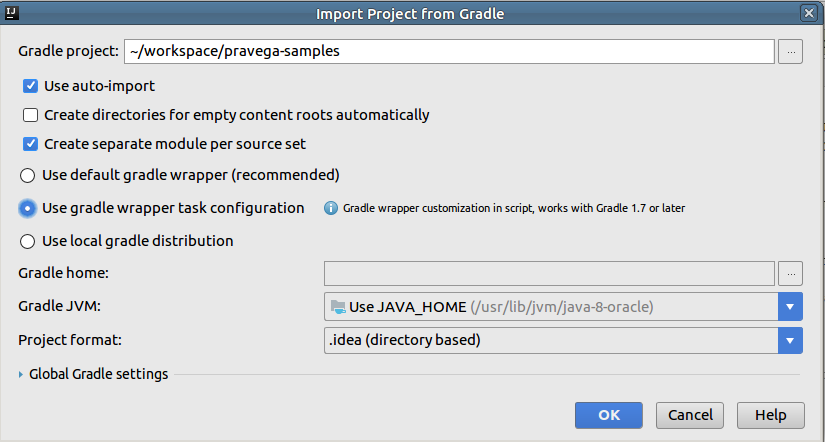 IJ
Import Project from Gradle
Gradle project: ~/workspace/pravega-samples ...
Use auto-import
Create directories for empty content roots automatically
Create separate module per source set
Use default gradle wrapper (recommended)
Use gradle wrapper task configuration Gradle wrapper customization in script, works with Gradle 1.7 or later
Use local gradle distribution
Gradle home: ...
Gradle JVM: Use JAVA_HOME (/usr/lib/jvm/java-8-oracle)
Project format: .idea (directory based)
Global Gradle settings
OK Cancel Help